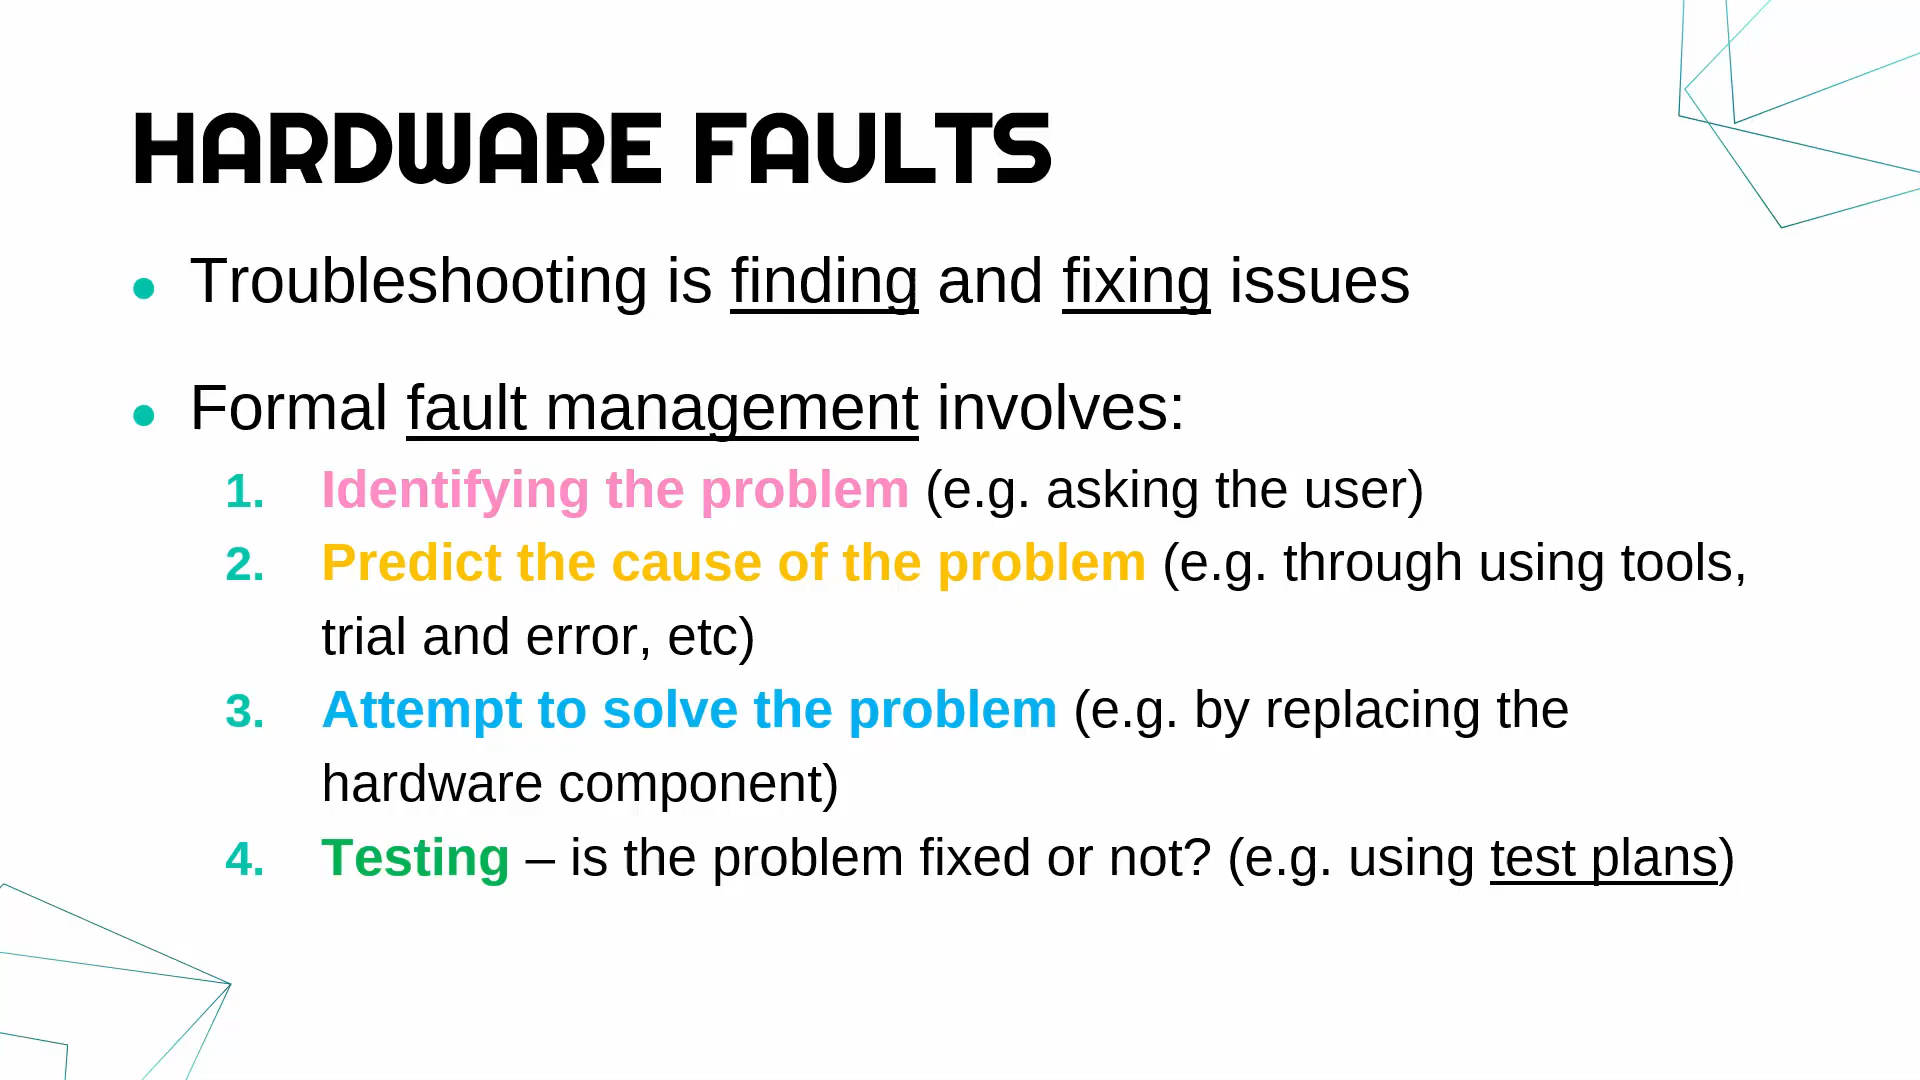 HARDWARE FAULTS
• Troubleshooting is finding and fixing issues
• Formal fault management involves:
1. Identifying the problem (e.g. asking the user)
2. Predict the cause of the problem (e.g. through using tools,
trial and error, etc)
3. Attempt to solve the problem (e.g. by replacing the
hardware component)
4. Testing – is the problem fixed or not? (e.g. using test plans)